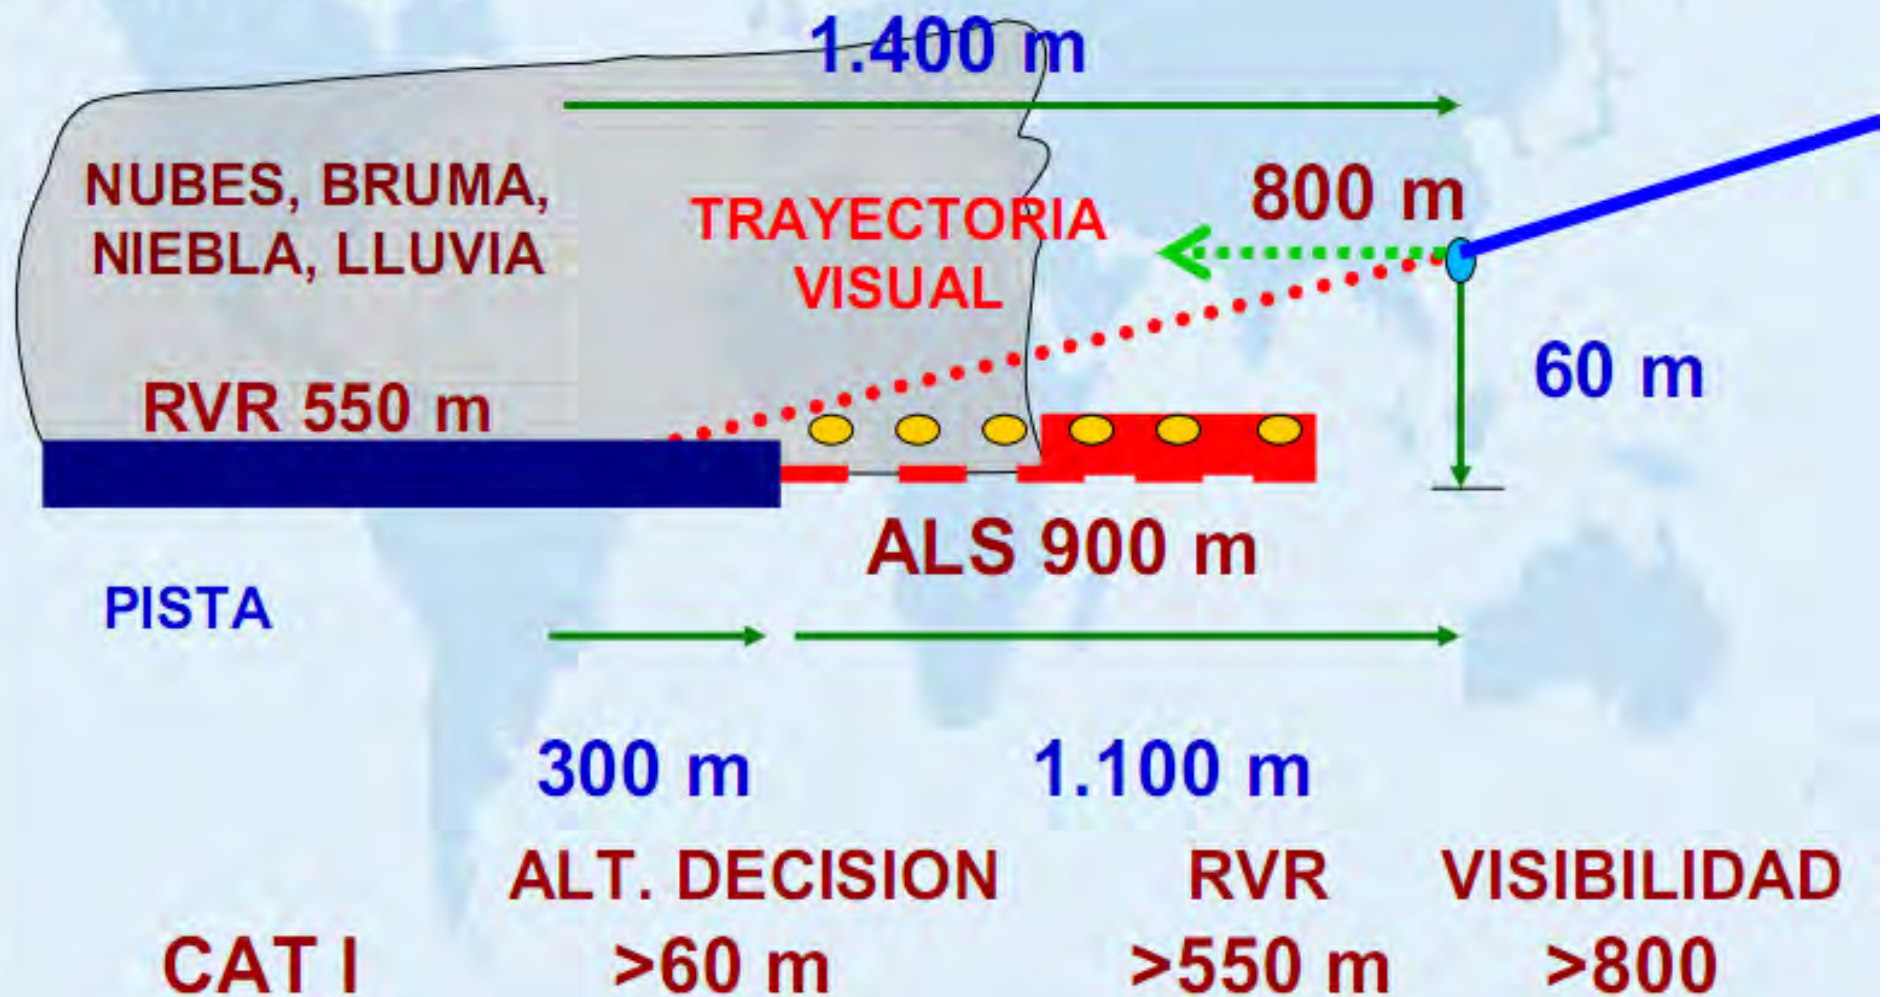 1.400 m
NUBES, BRUMA,
NIEBLA, LLUVIA
TRAYECTORIA
VISUAL
800 m
RVR 550 m
60 m
ALS 900 m
PISTA
300 m
1.100 m
ALT. DECISION RVR VISIBILIDAD
CAT I >60 m >550 m >800